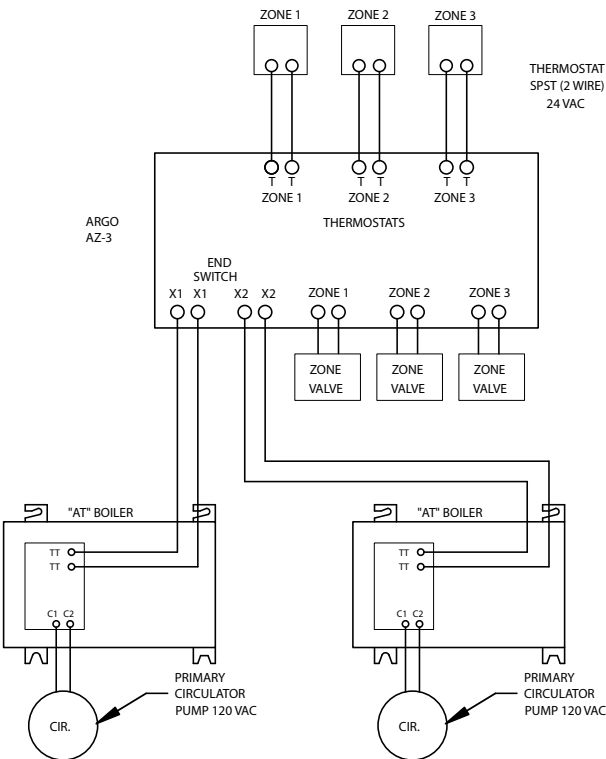 ZONE 1
ZONE 2
ZONE 3
THERMOSTAT
SPST (2 WIRE)
24 VAC
T T
T T
T T
ZONE 1
ZONE 2
ZONE 3
ARGO
AZ-3
THERMOSTATS
END
SWITCH
X1 X1
X2 X2
ZONE 1
ZONE 2
ZONE 3
ZONE
VALVE
ZONE
VALVE
ZONE
VALVE
"AT" BOILER
TT
TT
C1 C2
CIR.
PRIMARY
CIRCULATOR
PUMP 120 VAC
"AT" BOILER
TT
TT
C1 C2
CIR.
PRIMARY
CIRCULATOR
PUMP 120 VAC